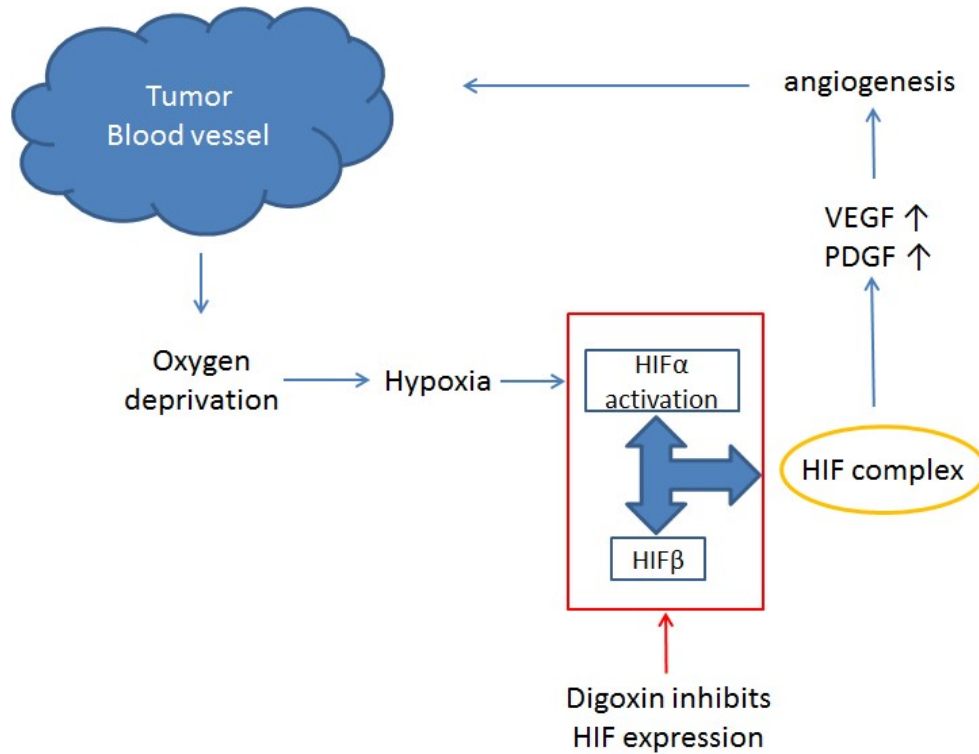 Tumor
Blood vessel
angiogenesis
VEGF ↑
PDGF ↑
Oxygen
deprivation
Hypoxia
HIFα
activation
HIFβ
HIF complex
Digoxin inhibits
HIF expression